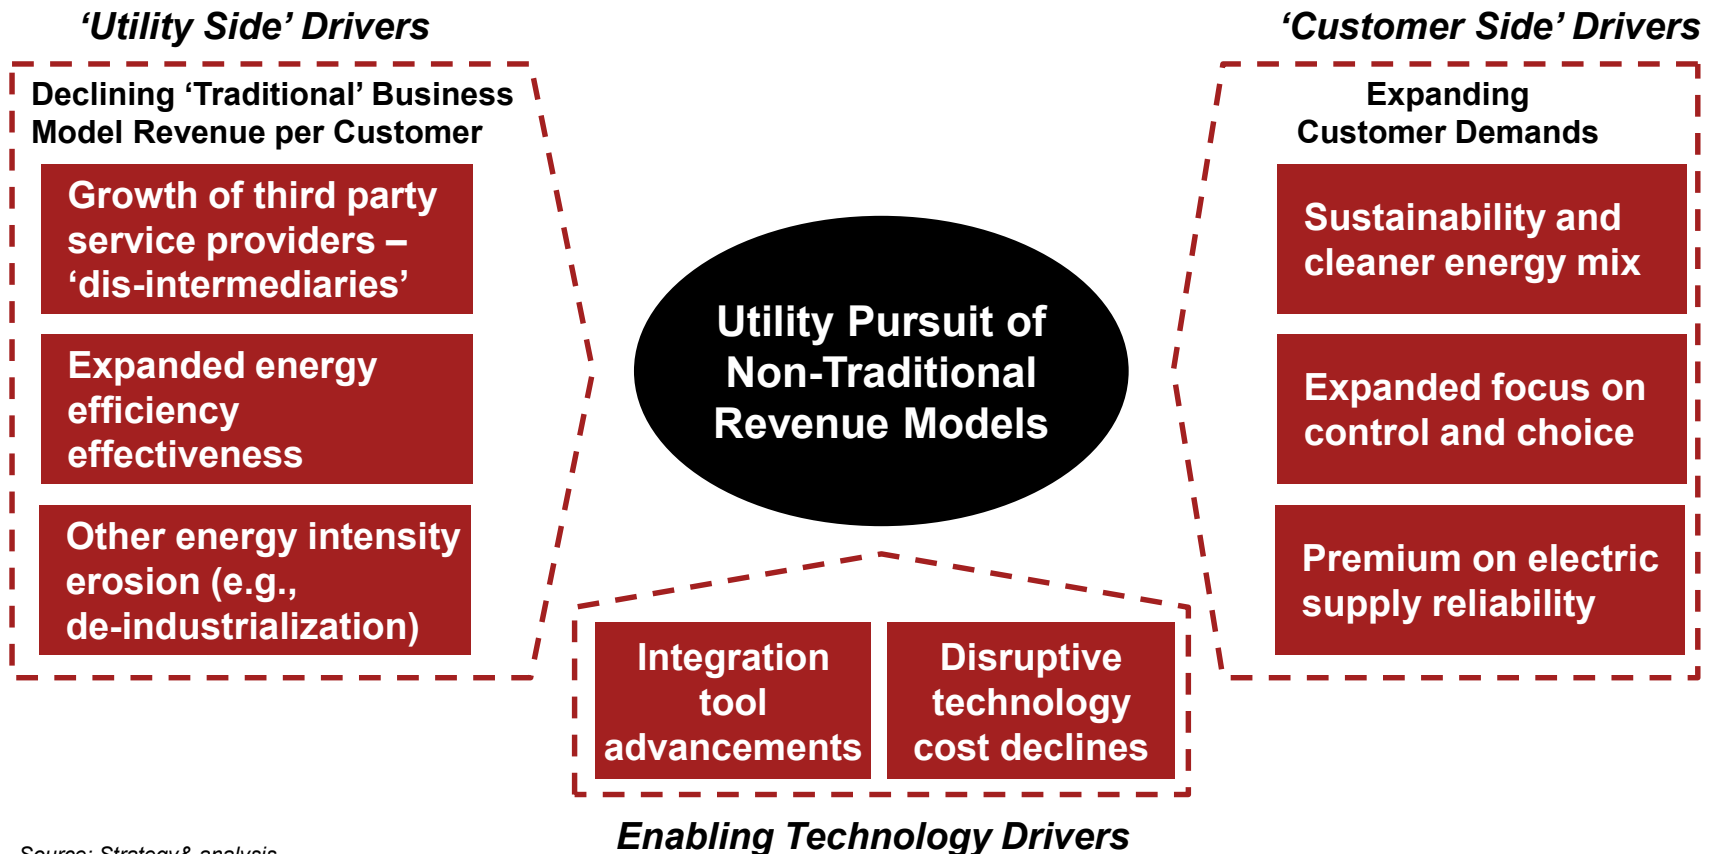 ‘Utility Side’ Drivers
Declining ‘Traditional’ Business
Model Revenue per Customer
Growth of third party
service providers –
‘dis-intermediaries’
Expanded energy
efficiency
effectiveness
Other energy intensity
erosion (e.g.,
de-industrialization)
Utility Pursuit of
Non-Traditional
Revenue Models
‘Customer Side’ Drivers
Expanding
Customer Demands
Sustainability and
cleaner energy mix
Expanded focus on
control and choice
Premium on electric
supply reliability
Integration
tool
advancements
Disruptive
technology
cost declines
Enabling Technology Drivers
Source: Strategy& analysis